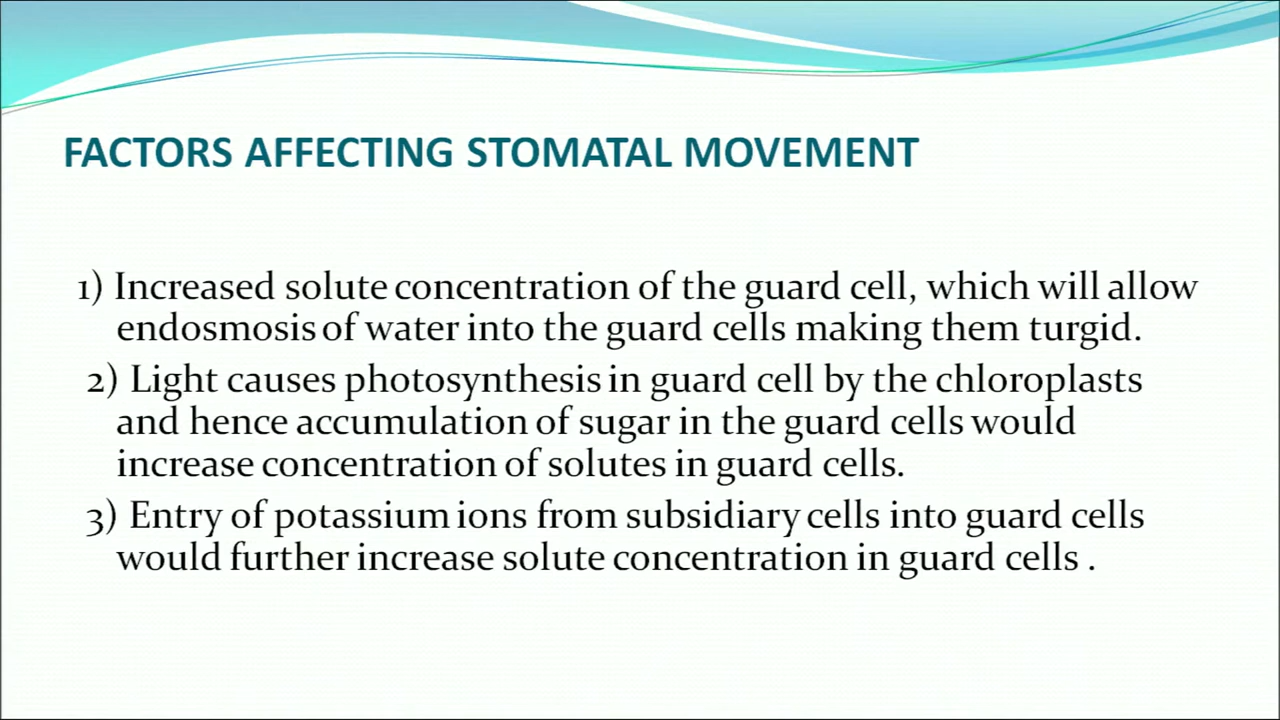 FACTORS AFFECTING STOMATAL MOVEMENT
1) Increased solute concentration of the guard cell, which will allow
endosmosis of water into the guard cells making them turgid.
2) Light causes photosynthesis in guard cell by the chloroplasts
and hence accumulation of sugar in the guard cells would
increase concentration of solutes in guard cells.
3) Entry of potassium ions from subsidiary cells into guard cells
would further increase solute concentration in guard cells .